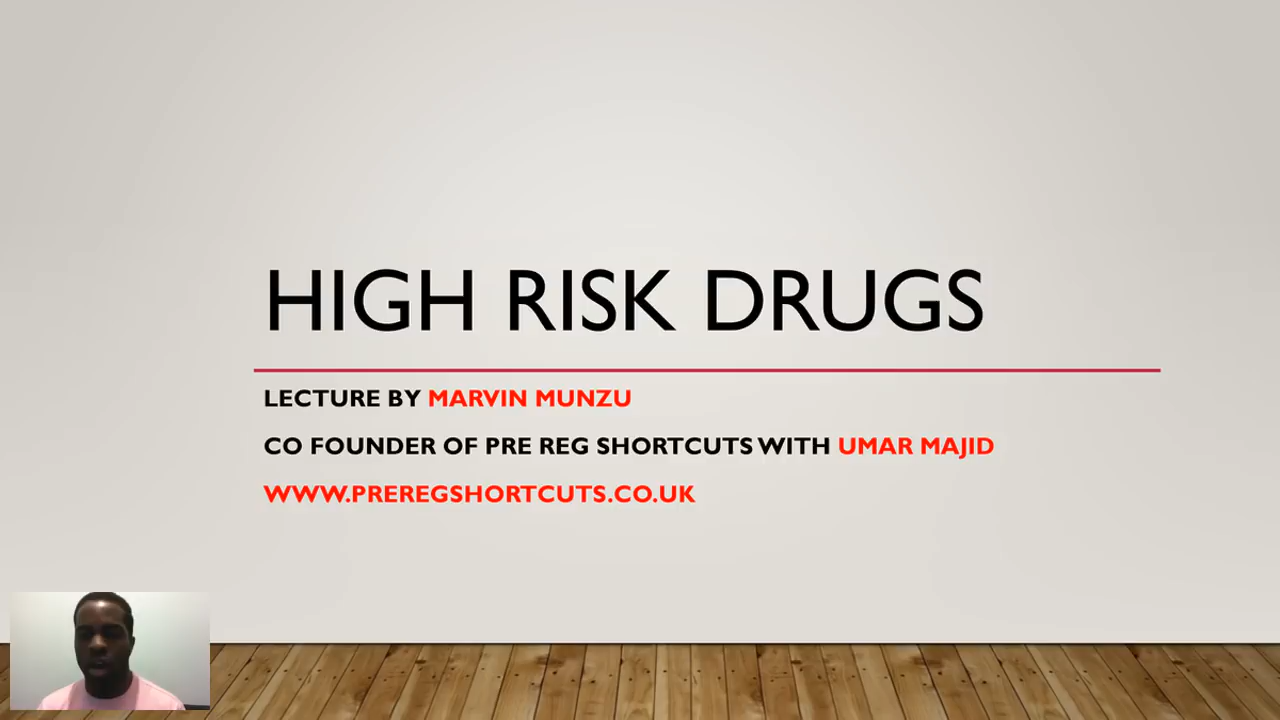 HIGH RISK DRUGS
LECTURE BY MARVIN MUNZU
CO FOUNDER OF PRE REG SHORTCUTS WITH UMAR MAJID
WWW.PREREGSHORTCUTS.CO.UK